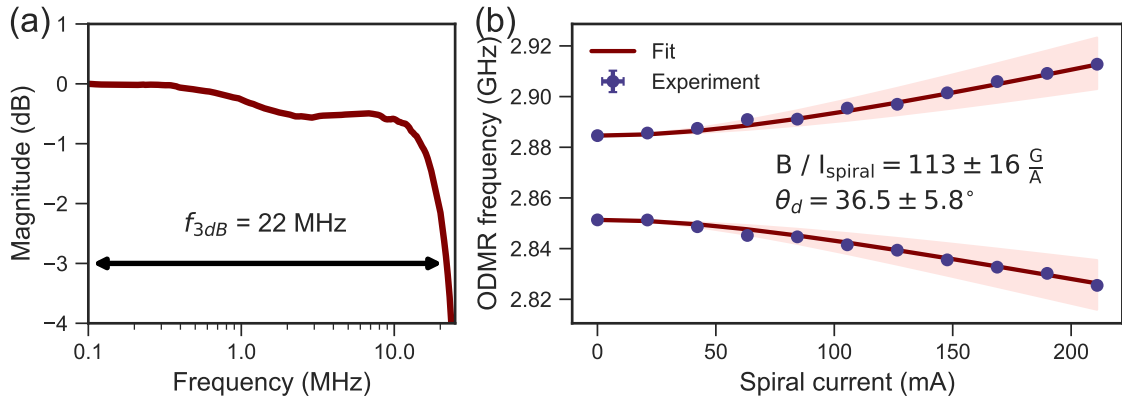 (a)
Magnitude (dB)
1
0
−1
−2
−3
−4
f3dB = 22 MHz
0.1
1.0
10.0
Frequency (MHz)
(b)
ODMR frequency (GHz)
2.92
2.90
2.88
2.86
2.84
2.82
Fit
Experiment
B / Ispiral = 113 ± 16 G/A
θd = 36.5 ± 5.8°
0
50
100
150
200
Spiral current (mA)